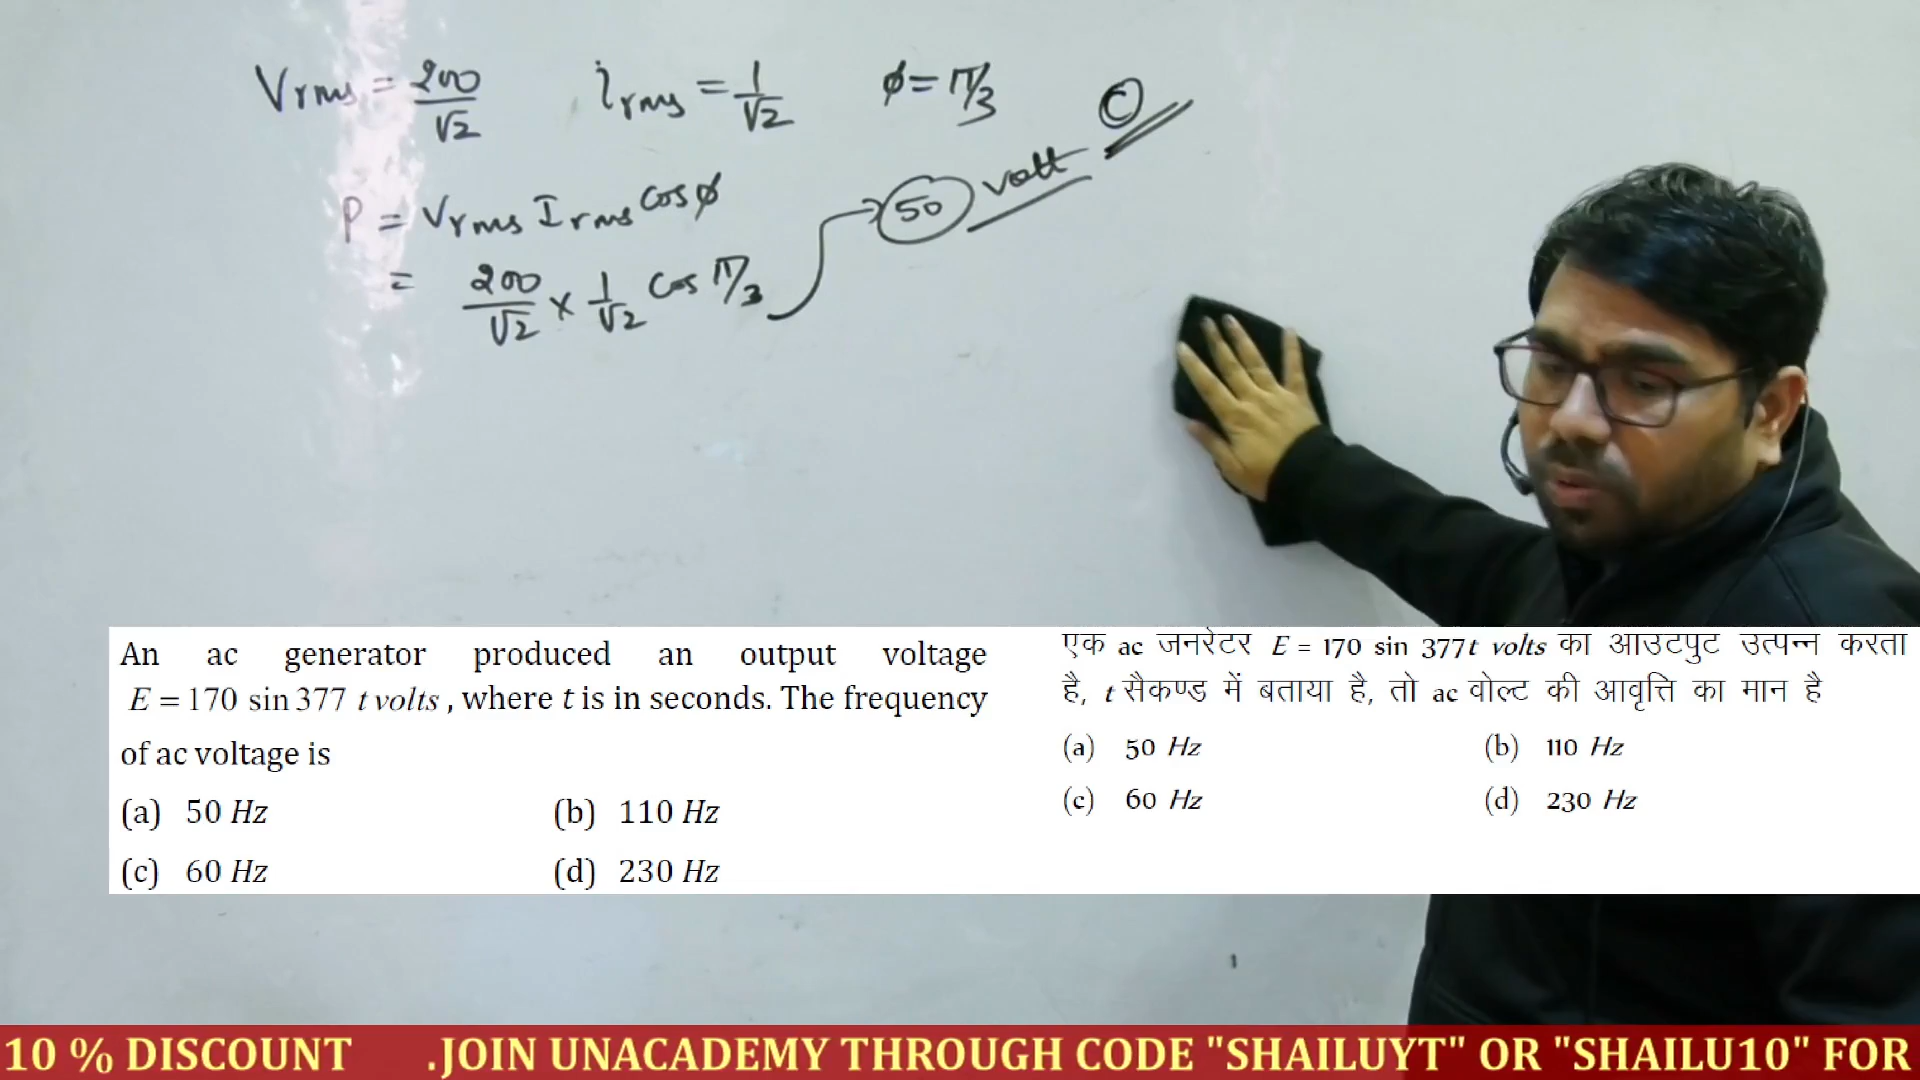 Vrms = 200/√2 irms = 1/√2 ϕ = π/3 C
P = Vrms Irms cosϕ 50 volt
= 200/√2 × 1/√2 cos π/3
An ac generator produced an output voltage
E = 170 sin 377 t volts, where t is in seconds. The frequency
of ac voltage is
(a) 50 Hz (b) 110 Hz
(c) 60 Hz (d) 230 Hz
एक ac जनरेटर E = 170 sin 377t volts का आउटपुट उत्पन्न करता
है, t सैकण्ड में बताया है, तो ac वोल्ट की आवृत्ति का मान है
(a) 50 Hz (b) 110 Hz
(c) 60 Hz (d) 230 Hz
10 % DISCOUNT .JOIN UNACADEMY THROUGH CODE "SHAILUYT" OR "SHAILU10" FOR